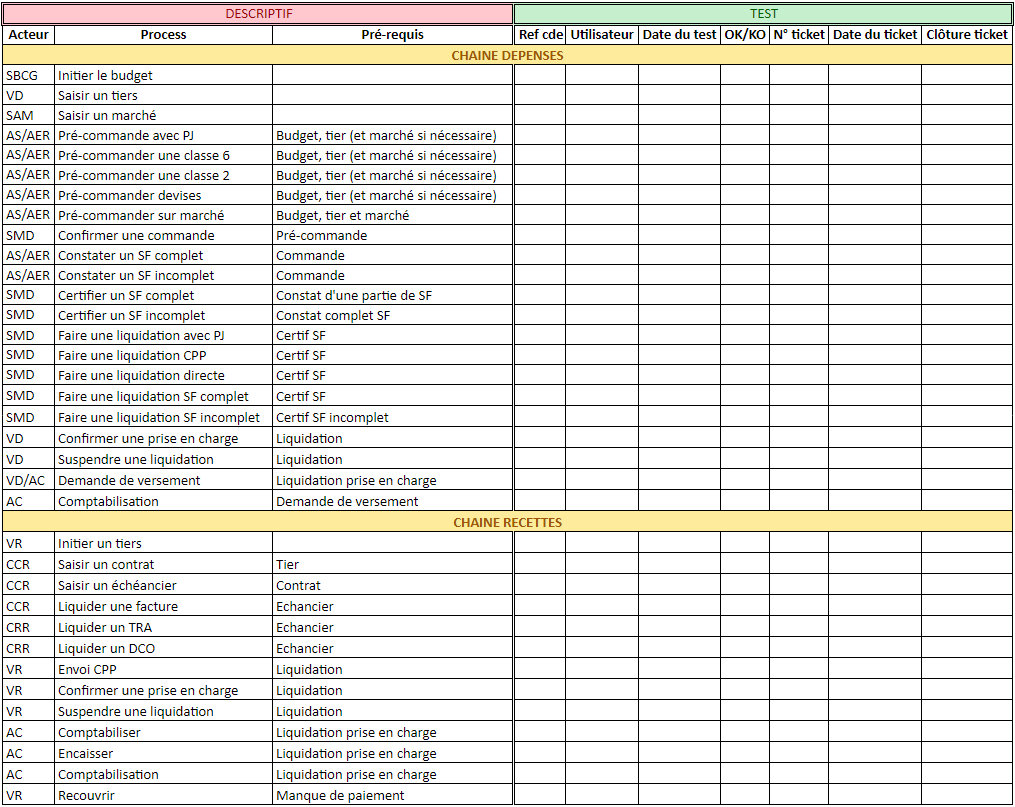 DESCRIPTIF TEST
Acteur Process Pré-requis Ref cde Utilisateur Date du test OK/KO N° ticket Date du ticket Clôture ticket
CHAINE DEPENSES
SBCG Initier le budget
VD Saisir un tiers
SAM Saisir un marché
AS/AER Pré-commande avec PJ Budget, tier (et marché si nécessaire)
AS/AER Pré-commander une classe 6 Budget, tier (et marché si nécessaire)
AS/AER Pré-commander une classe 2 Budget, tier (et marché si nécessaire)
AS/AER Pré-commander devises Budget, tier (et marché si nécessaire)
AS/AER Pré-commander sur marché Budget, tier et marché
SMD Confirmer une commande Pré-commande
AS/AER Constater un SF complet Commande
AS/AER Constater un SF incomplet Commande
SMD Certifier un SF complet Constat d'une partie de SF
SMD Certifier un SF incomplet Constat complet SF
SMD Faire une liquidation avec PJ Certif SF
SMD Faire une liquidation CPP Certif SF
SMD Faire une liquidation directe Certif SF
SMD Faire une liquidation SF complet Certif SF
SMD Faire une liquidation SF incomplet Certif SF incomplet
VD Confirmer une prise en charge Liquidation
VD Suspendre une liquidation Liquidation
VD/AC Demande de versement Liquidation prise en charge
AC Comptabilisation Demande de versement
CHAINE RECETTES
VR Initier un tiers
CCR Saisir un contrat Tier
CCR Saisir un échéancier Contrat
CCR Liquider une facture Echancier
CRR Liquider un TRA Echancier
CRR Liquider un DCO Echancier
VR Envoi CPP Liquidation
VR Confirmer une prise en charge Liquidation
VR Suspendre une liquidation Liquidation
AC Comptabiliser Liquidation prise en charge
AC Encaisser Liquidation prise en charge
AC Comptabilisation Liquidation prise en charge
VR Recouvrir Manque de paiement